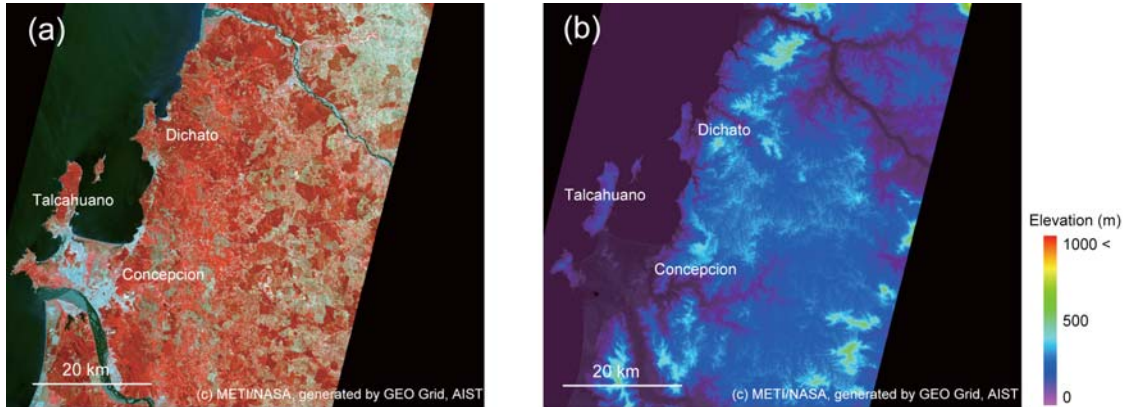 (a)
Dichato
Talcahuano
Concepcion
20 km
(c) METI/NASA, generated by GEO Grid, AIST
(b)
Dichato
Talcahuano
Concepcion
20 km
(c) METI/NASA, generated by GEO Grid, AIST
Elevation (m)
1000 <
500
0